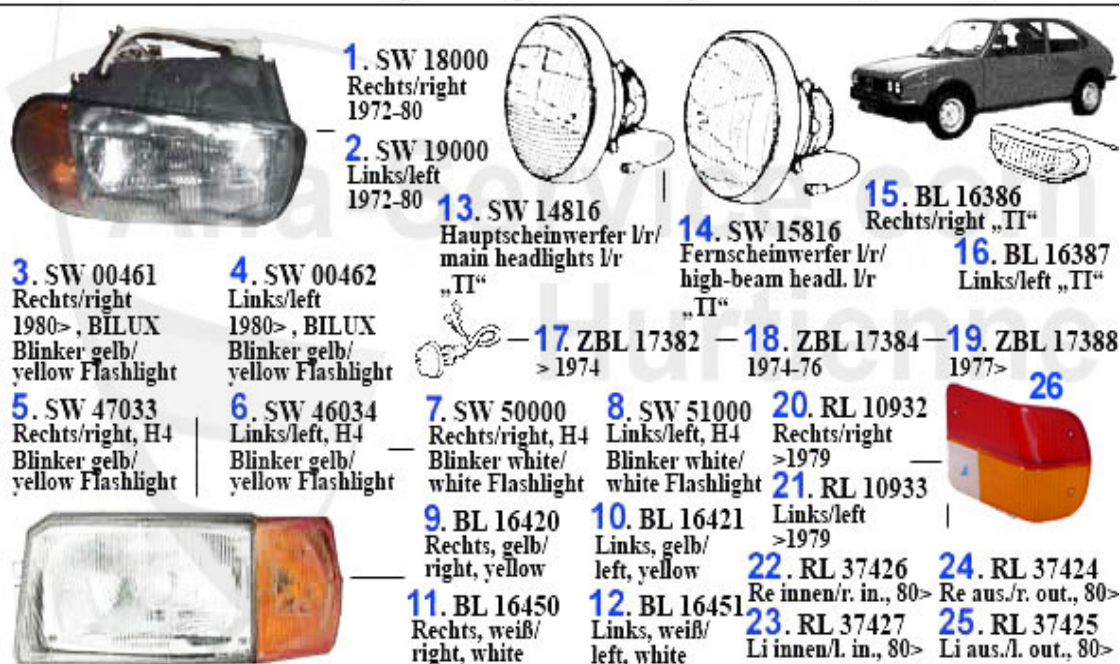 1. SW 18000
Rechts/right
1972-80
2. SW 19000
Links/left
1972-80
13. SW 14816
Hauptscheinwerfer l/r/
main headlights l/r
„TI“
14. SW 15816
Fernscheinwerfer l/r/
high-beam headl. l/r
„TI“
15. BL 16386
Rechts/right „TI“
16. BL 16387
Links/left „TI“
3. SW 00461
Rechts/right
1980> , BILUX
Blinker gelb/
yellow Flashlight
4. SW 00462
Links/left
1980> , BILUX
Blinker gelb/
yellow Flashlight
17. ZBL 17382
> 1974
18. ZBL 17384
1974-76
19. ZBL 17388
1977>
5. SW 47033
Rechts/right, H4
Blinker gelb/
yellow Flashlight
6. SW 46034
Links/left, H4
Blinker gelb/
yellow Flashlight
7. SW 50000
Rechts/right, H4
Blinker white/
white Flashlight
8. SW 51000
Links/left, H4
Blinker white/
white Flashlight
20. RL 10932
Rechts/right
>1979
21. RL 10933
Links/left
>1979
26
9. BL 16420
Rechts, gelb/
right, yellow
10. BL 16421
Links, gelb/
left, yellow
11. BL 16450
Rechts, weiß/
right, white
12. BL 16451
Links, weiß/
left, white
22. RL 37426
Re innen/r. in., 80>
23. RL 37427
Li innen/l. in., 80>
24. RL 37424
Re aus./r. out., 80>
25. RL 37425
Li aus./l. out., 80>
Hurtienne